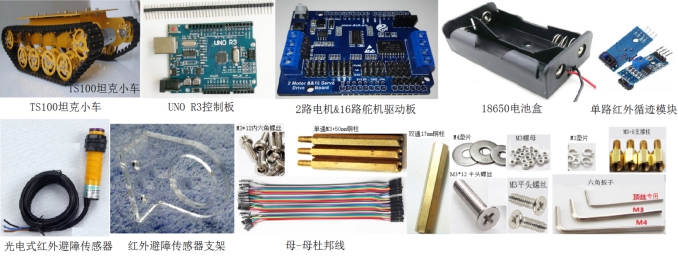 TS100坦克小车
TS100坦克小车
UNO R3
UNO R3控制板
2 Motor &&16 Servo
Drive Board
2路电机&16路舵机驱动板
18650电池盒
单路红外循迹模块
光电式红外避障传感器
红外避障传感器支架
M3*12内六角螺丝
单通M3*50mm铜柱
母-母杜邦线
双通17mm铜柱
M4垫片
M3*12 平头螺丝
M3螺母
M3平头螺丝
M3垫片
M3*6支撑柱
六角扳手
顶丝专用
M3
M4